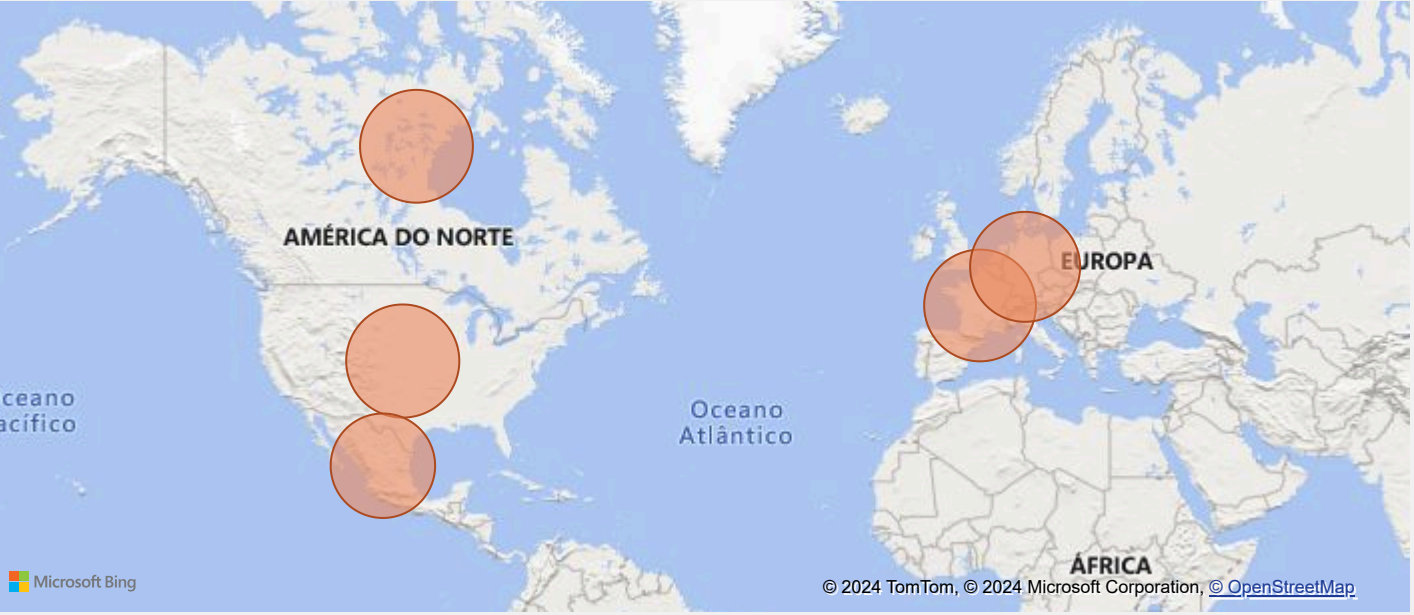 AMÉRICA DO NORTE
EUROPA
ceano
acífico
Oceano
Atlântico
ÁFRICA
Microsoft Bing
© 2024 TomTom, © 2024 Microsoft Corporation, © OpenStreetMap